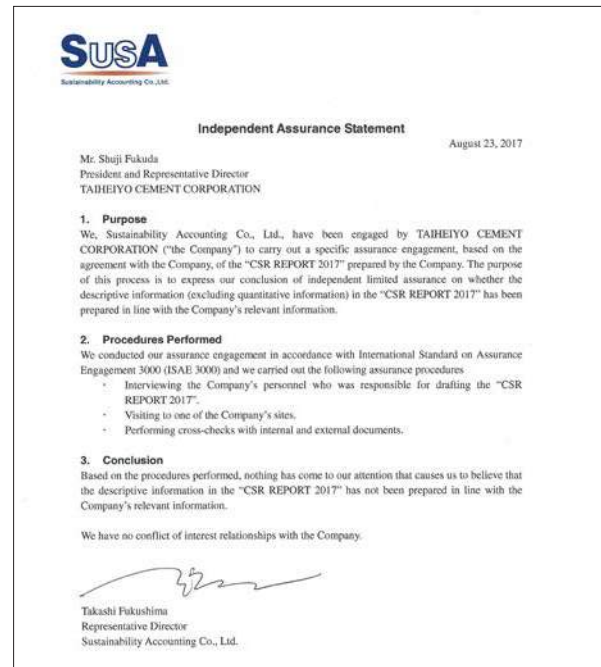 SUSA
Sustainability Accounting Co.,Ltd.
Independent Assurance Statement
August 23, 2017
Mr. Shuji Fukuda
President and Representative Director
TAIHEIYO CEMENT CORPORATION
1. Purpose
We, Sustainability Accounting Co., Ltd., have been engaged by TAIHEIYO CEMENT
CORPORATION ("the Company") to carry out a specific assurance engagement, based on the
agreement with the Company, of the "CSR REPORT 2017" prepared by the Company. The purpose
of this process is to express our conclusion of independent limited assurance on whether the
descriptive information (excluding quantitative information) in the "CSR REPORT 2017" has been
prepared in line with the Company's relevant information.
2. Procedures Performed
We conducted our assurance engagement in accordance with International Standard on Assurance
Engagement 3000 (ISAE 3000) and we carried out the following assurance procedures
- Interviewing the Company's personnel who was responsible for drafting the "CSR
REPORT 2017".
- Visiting to one of the Company's sites.
- Performing cross-checks with internal and external documents.
3. Conclusion
Based on the procedures performed, nothing has come to our attention that causes us to believe that
the descriptive information in the "CSR REPORT 2017" has not been prepared in line with the
Company's relevant information.
We have no conflict of interest relationships with the Company.
Takashi Fukushima
Representative Director
Sustainability Accounting Co., Ltd.